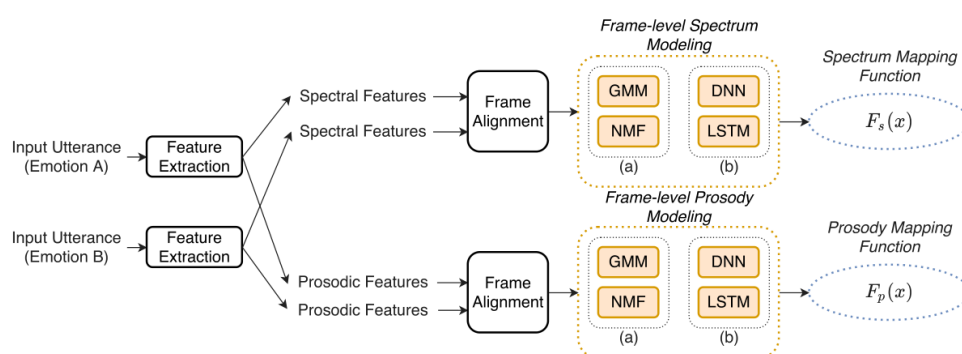 Frame-level Spectrum
Modeling
Spectrum Mapping
Function
Spectral Features
Spectral Features
Frame
Alignment
GMM
NMF
(a)
DNN
LSTM
(b)
F_s(x)
Input Utterance
(Emotion A)
Feature
Extraction
Input Utterance
(Emotion B)
Feature
Extraction
Frame-level Prosody
Modeling
Prosody Mapping
Function
Prosodic Features
Prosodic Features
Frame
Alignment
GMM
NMF
(a)
DNN
LSTM
(b)
F_p(x)